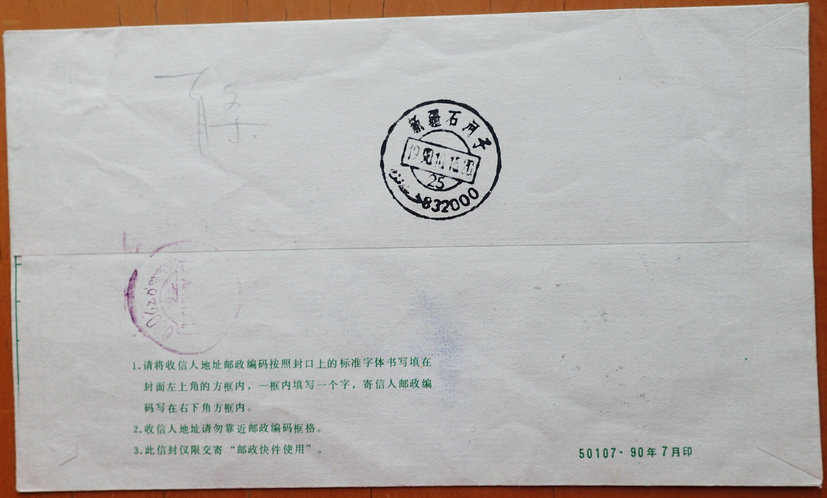 新疆石河子
25
832000
1.请将收信人地址邮政编码按照封口上的标准字体书写填在
封面左上角的方框内，一框内填写一个字，寄信人邮政编
码写在右下角方框内。
2.收信人地址请勿靠近邮政编码框格。
3.此信封仅限交寄“邮政快件使用”。
50107·90年7月印